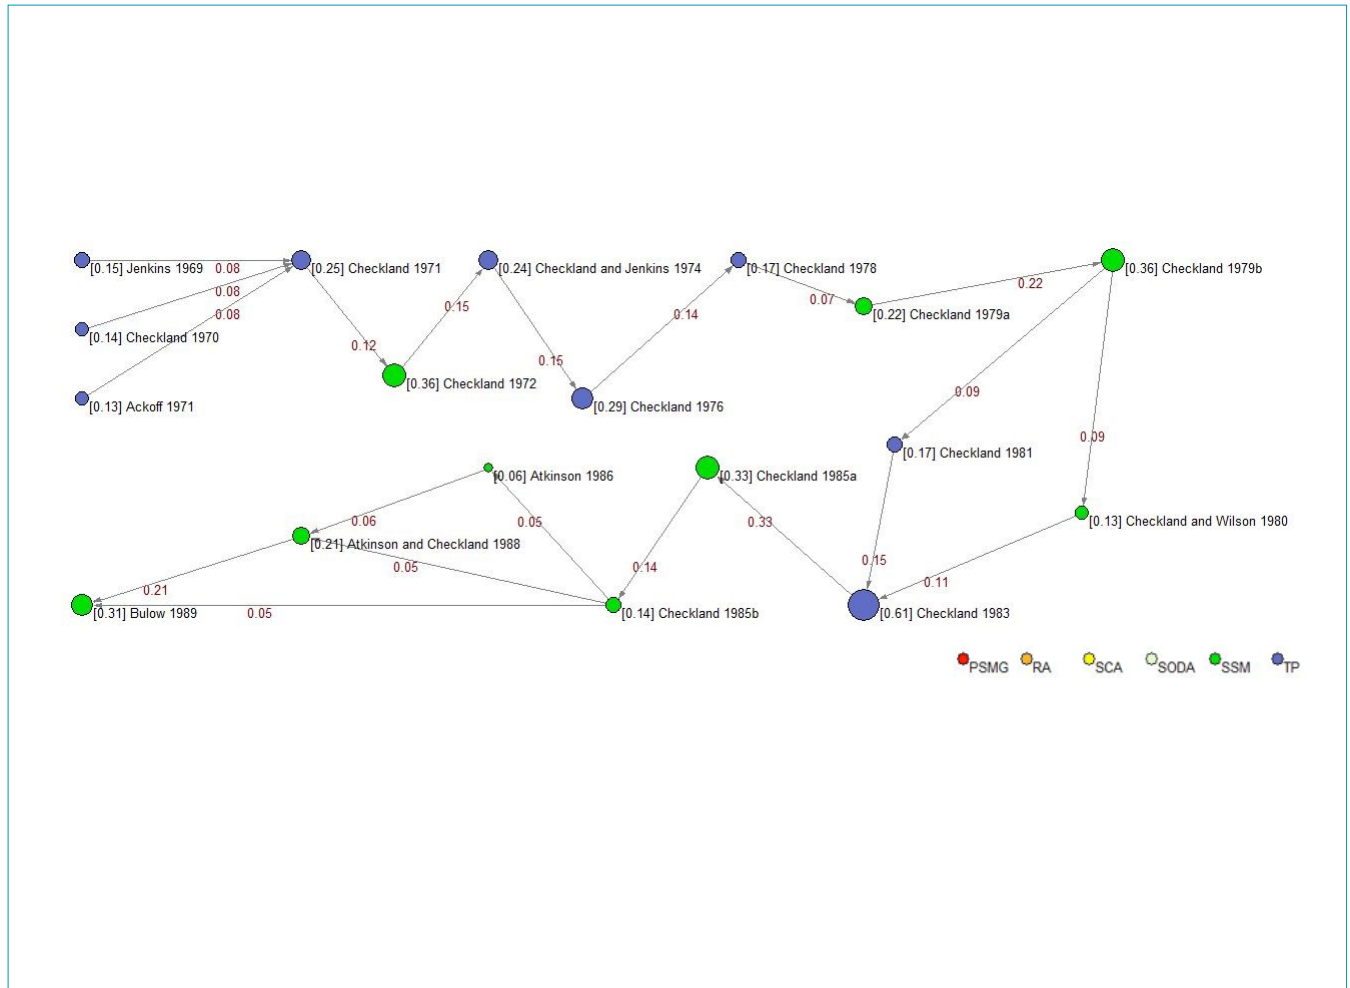 [0.15] Jenkins 1969
0.08
[0.25] Checkland 1971
[0.24] Checkland and Jenkins 1974
[0.17] Checkland 1978
[0.36] Checkland 1979b
0.08
0.22
0.07
0.08
0.15
0.14
[0.22] Checkland 1979a
[0.14] Checkland 1970
0.12
0.15
[0.36] Checkland 1972
0.09
[0.13] Ackoff 1971
[0.29] Checkland 1976
0.09
[0.17] Checkland 1981
[0.06] Atkinson 1986
[0.33] Checkland 1985a
0.06
0.05
0.33
[0.13] Checkland and Wilson 1980
[0.21] Atkinson and Checkland 1988
0.05
0.14
0.15
0.11
0.21
[0.31] Bulow 1989
0.05
[0.14] Checkland 1985b
[0.61] Checkland 1983
PSMG
RA
SCA
SODA
SSM
TP